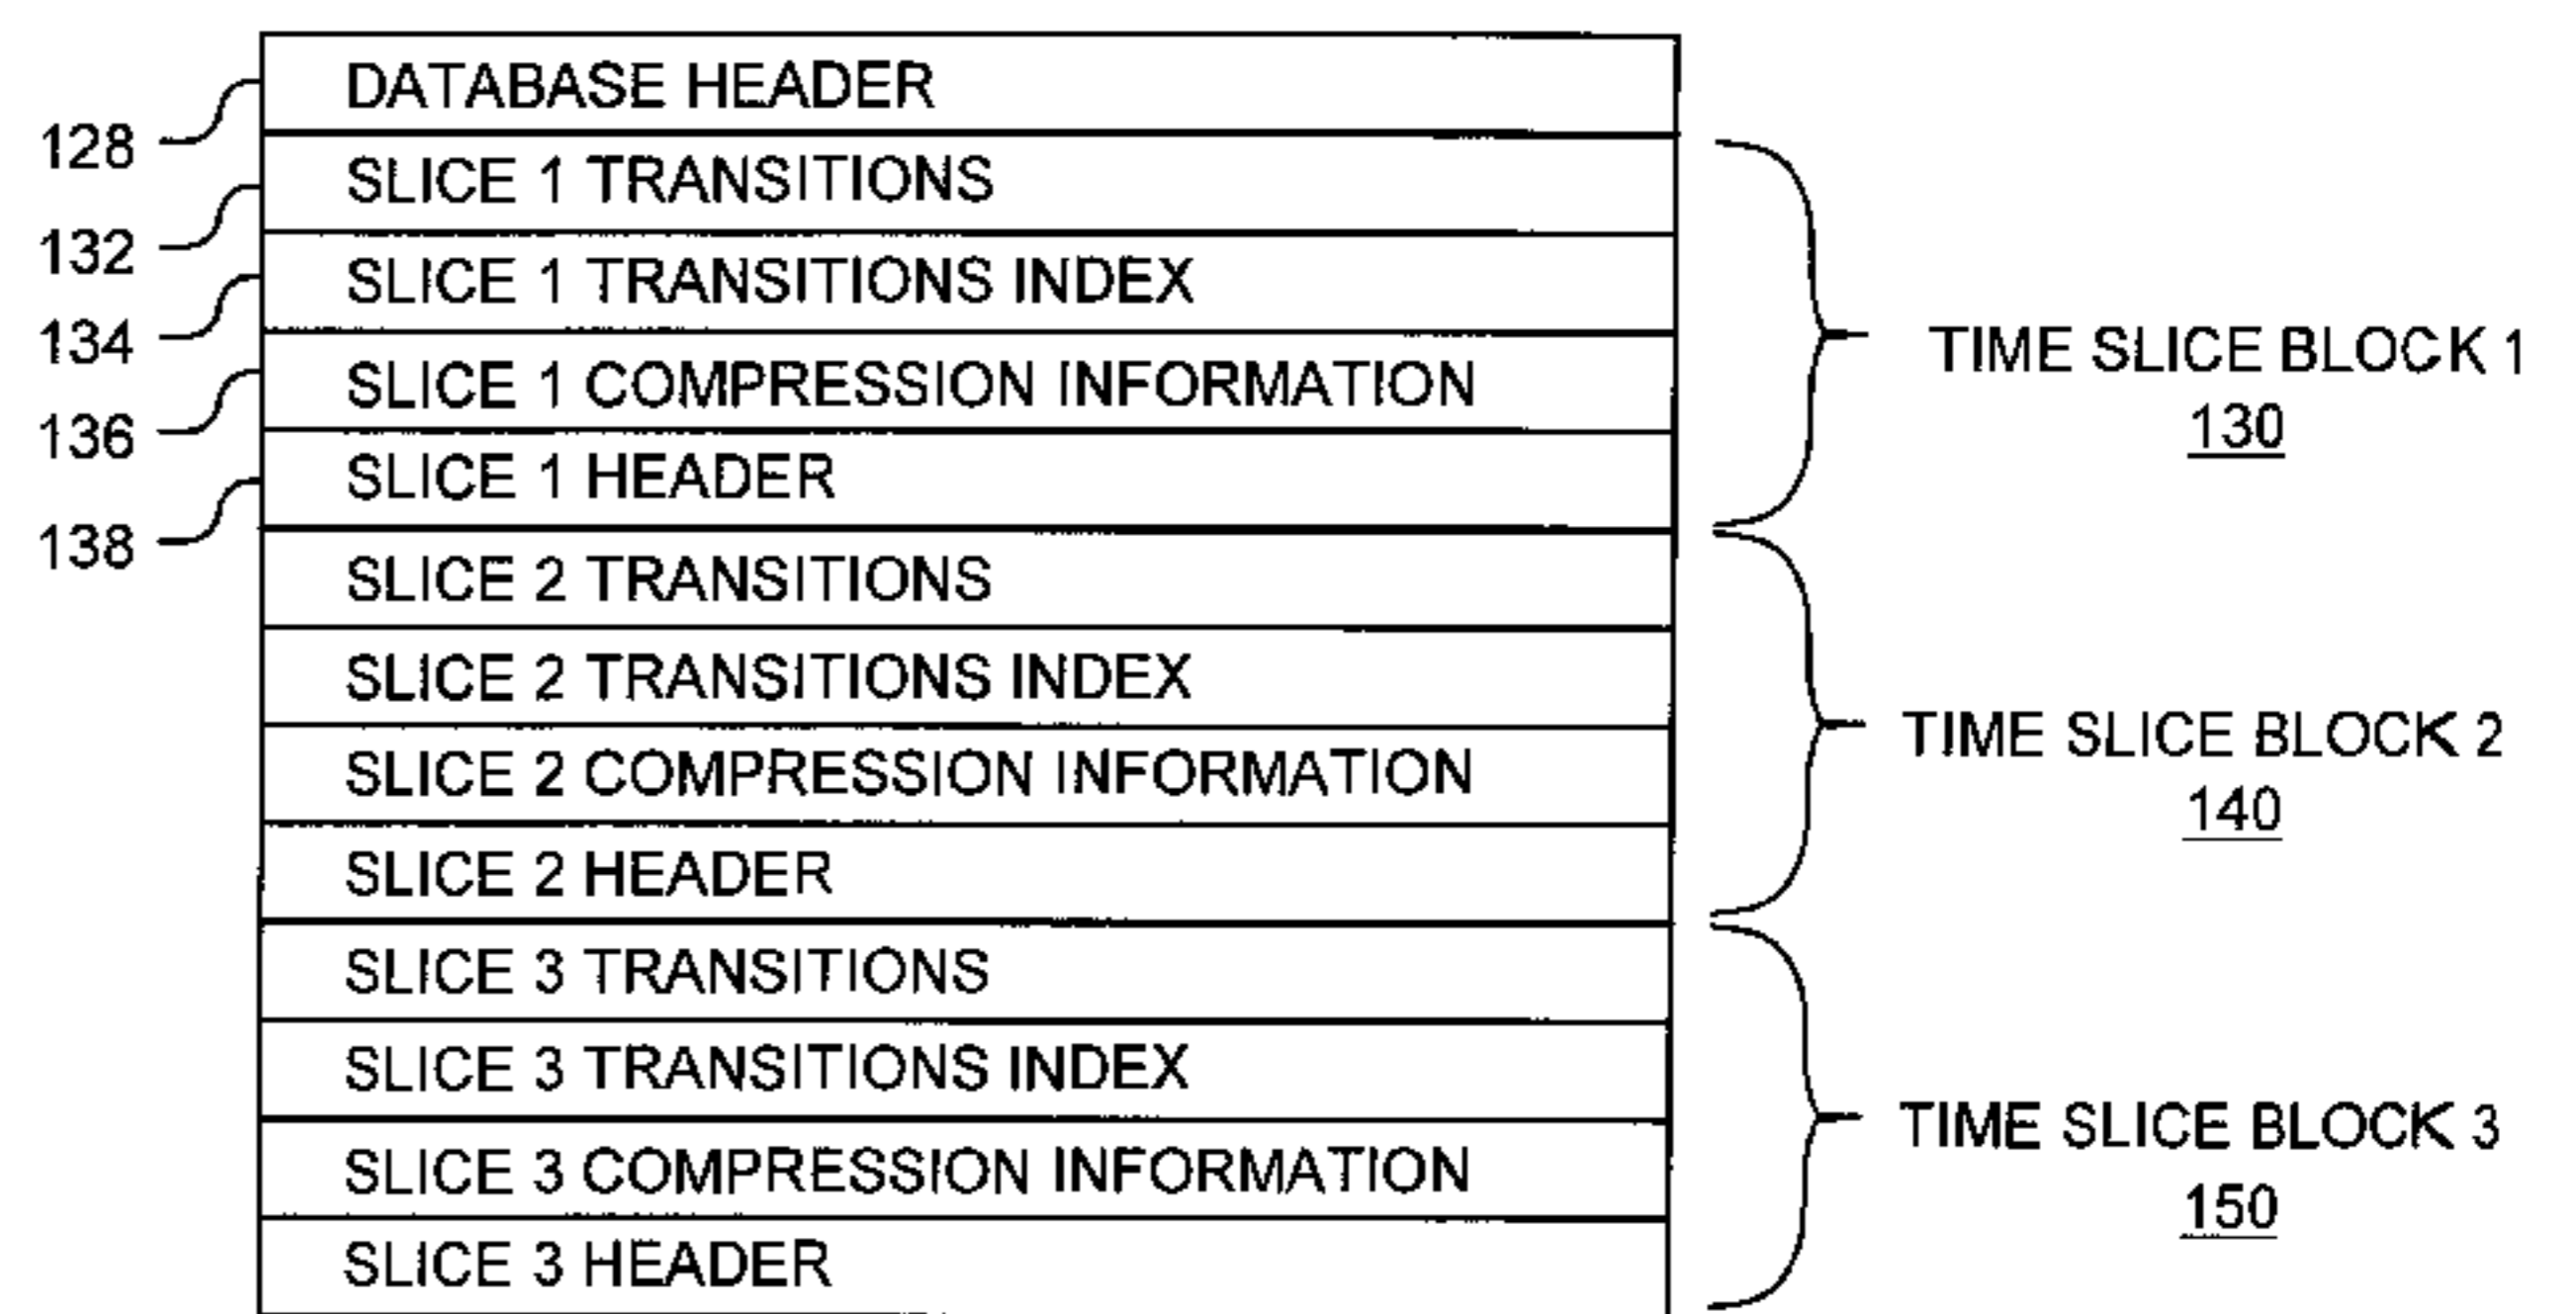 DATABASE HEADER
128
SLICE 1 TRANSITIONS
132
SLICE 1 TRANSITIONS INDEX
134
SLICE 1 COMPRESSION INFORMATION
136
SLICE 1 HEADER
138
TIME SLICE BLOCK 1
130
SLICE 2 TRANSITIONS
SLICE 2 TRANSITIONS INDEX
SLICE 2 COMPRESSION INFORMATION
SLICE 2 HEADER
TIME SLICE BLOCK 2
140
SLICE 3 TRANSITIONS
SLICE 3 TRANSITIONS INDEX
SLICE 3 COMPRESSION INFORMATION
SLICE 3 HEADER
TIME SLICE BLOCK 3
150